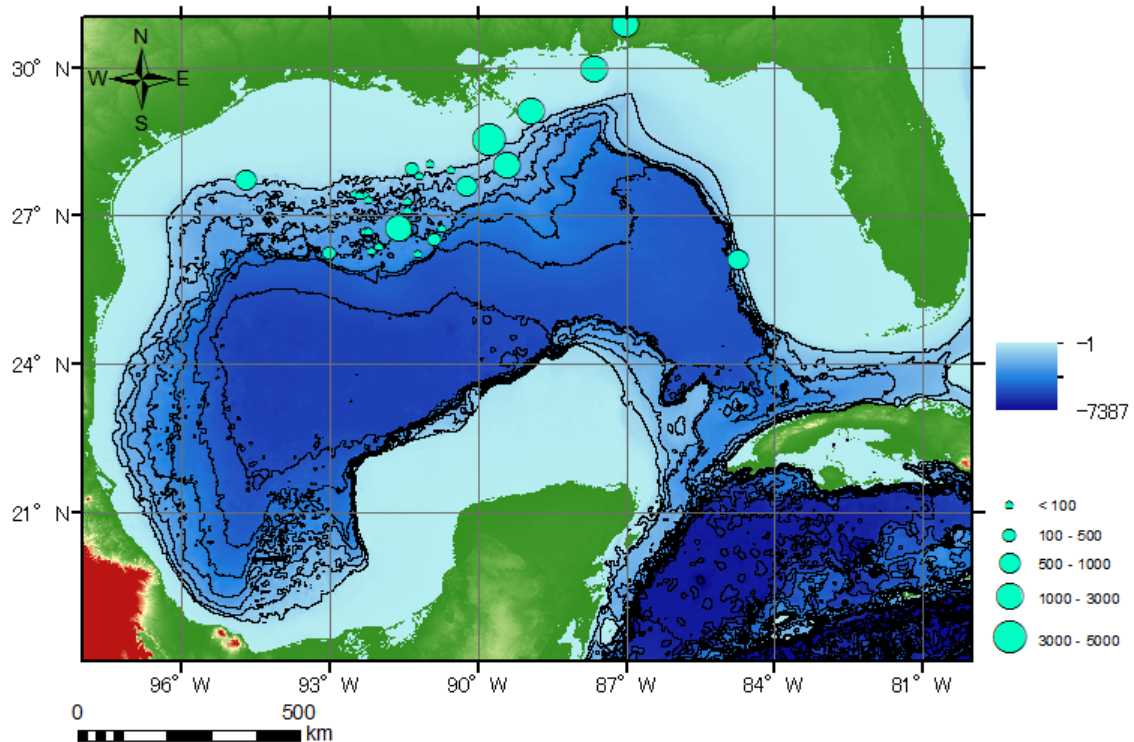 N
W E
S
30° N
27° N
24° N
21° N
96° W 93° W 90° W 87° W 84° W 81° W
-1
-7387
< 100
100 - 500
500 - 1000
1000 - 3000
3000 - 5000
0 500
km